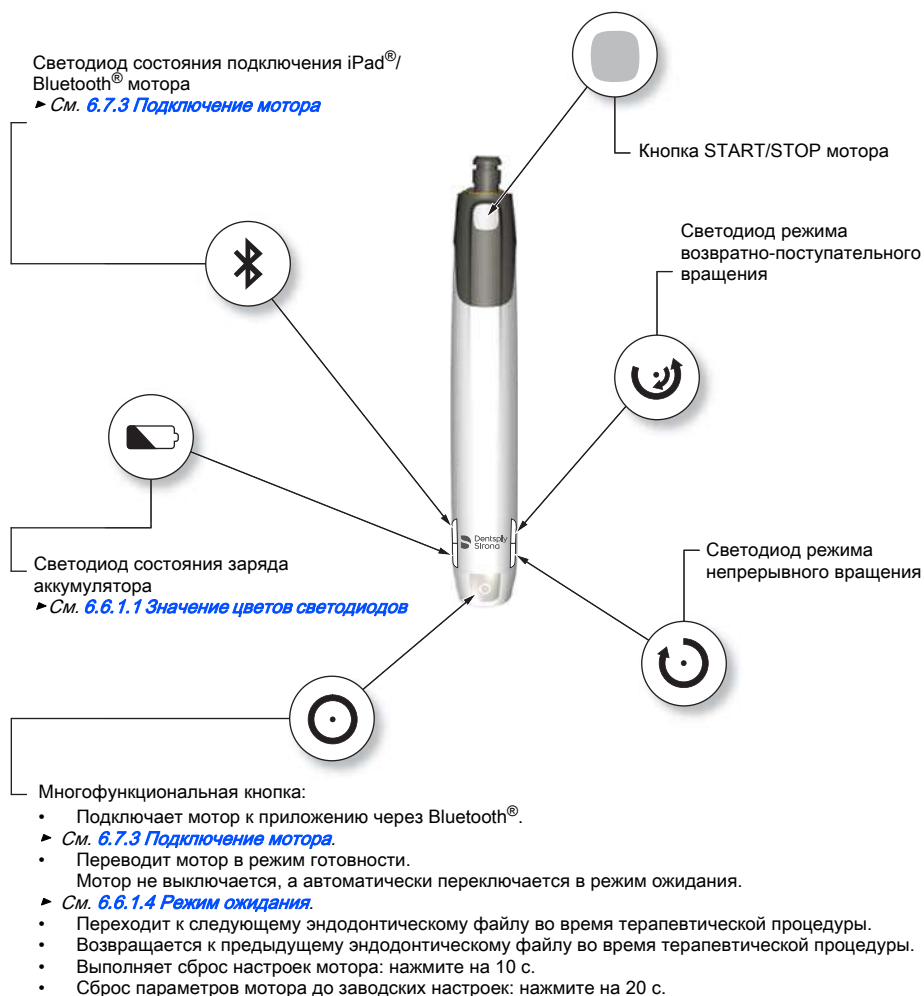 Светодиод состояния подключения iPad®/
Bluetooth® мотора
► См. 6.7.3 Подключение мотора
Кнопка START/STOP мотора
Светодиод режима
возвратно-поступательного
вращения
Dentsply
Sirona
Светодиод состояния заряда
аккумулятора
► См. 6.6.1.1 Значение цветов светодиодов
Светодиод режима
непрерывного вращения
Многофункциональная кнопка:
• Подключает мотор к приложению через Bluetooth®.
► См. 6.7.3 Подключение мотора.
• Переводит мотор в режим готовности.
Мотор не выключается, а автоматически переключается в режим ожидания.
► См. 6.6.1.4 Режим ожидания.
• Переходит к следующему эндодонтическому файлу во время терапевтической процедуры.
• Возвращается к предыдущему эндодонтическому файлу во время терапевтической процедуры.
• Выполняет сброс настроек мотора: нажмите на 10 с.
• Сброс параметров мотора до заводских настроек: нажмите на 20 с.